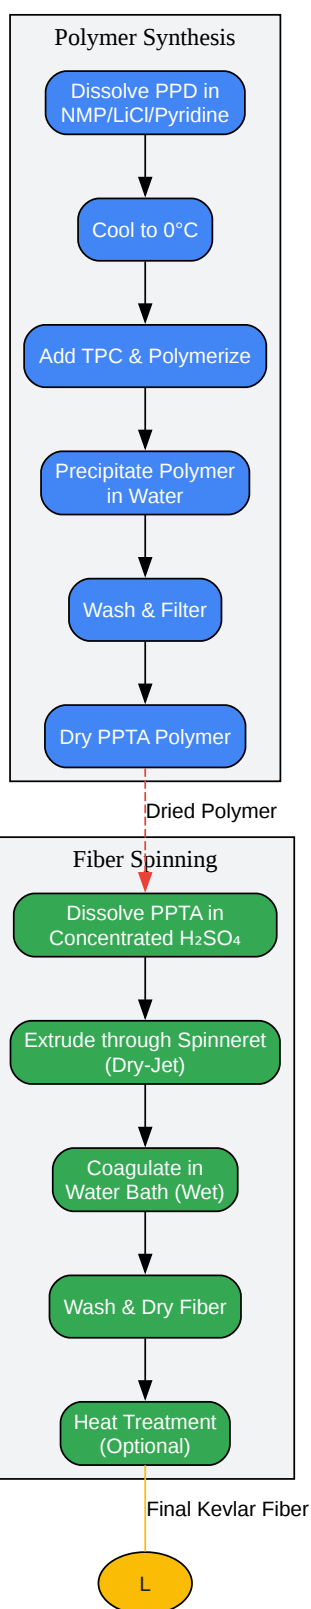 Polymer Synthesis
Dissolve PPD in
NMP/LiCl/Pyridine
Cool to 0°C
Add TPC & Polymerize
Precipitate Polymer
in Water
Wash & Filter
Dry PPTA Polymer
Dried Polymer
Fiber Spinning
Dissolve PPTA in
Concentrated H₂SO₄
Extrude through Spinneret
(Dry-Jet)
Coagulate in
Water Bath (Wet)
Wash & Dry Fiber
Heat Treatment
(Optional)
Final Kevlar Fiber
L